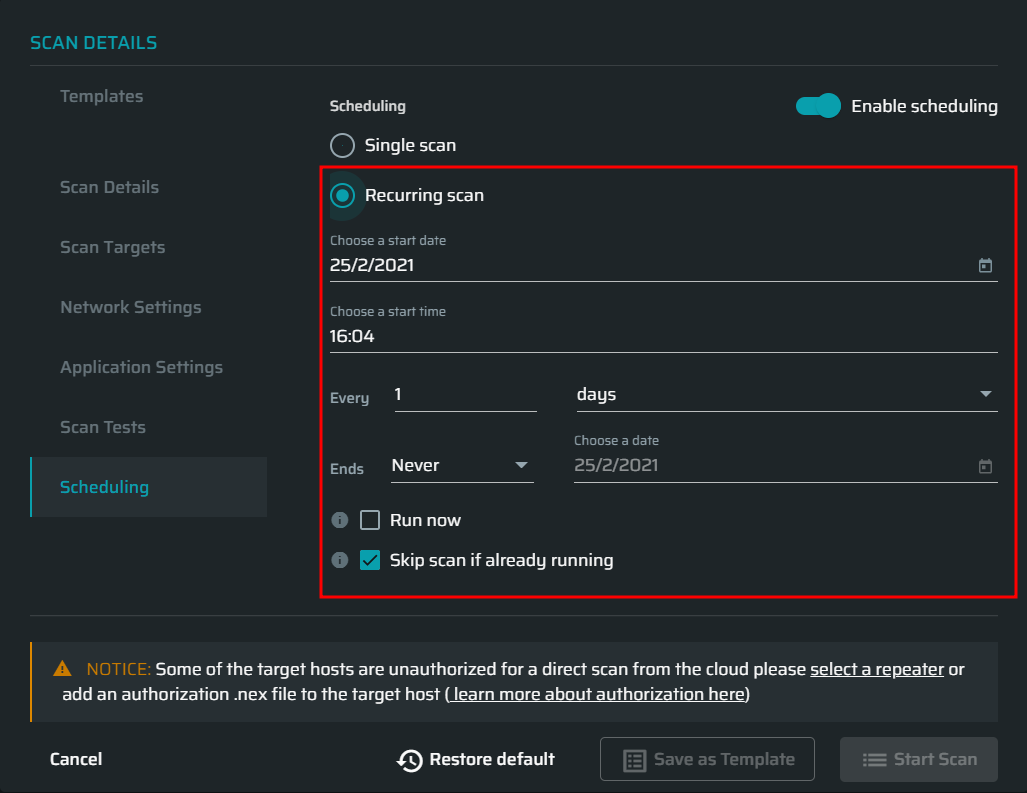 SCAN DETAILS
Templates
Scan Details
Scan Targets
Network Settings
Application Settings
Scan Tests
Scheduling
Scheduling
Enable scheduling
Single scan
Recurring scan
Choose a start date
25/2/2021
Choose a start time
16:04
Every 1 days
Choose a date
Ends Never 25/2/2021
Run now
Skip scan if already running
NOTICE: Some of the target hosts are unauthorized for a direct scan from the cloud please select a repeater or
add an authorization .nex file to the target host ( learn more about authorization here)
Cancel Restore default Save as Template Start Scan